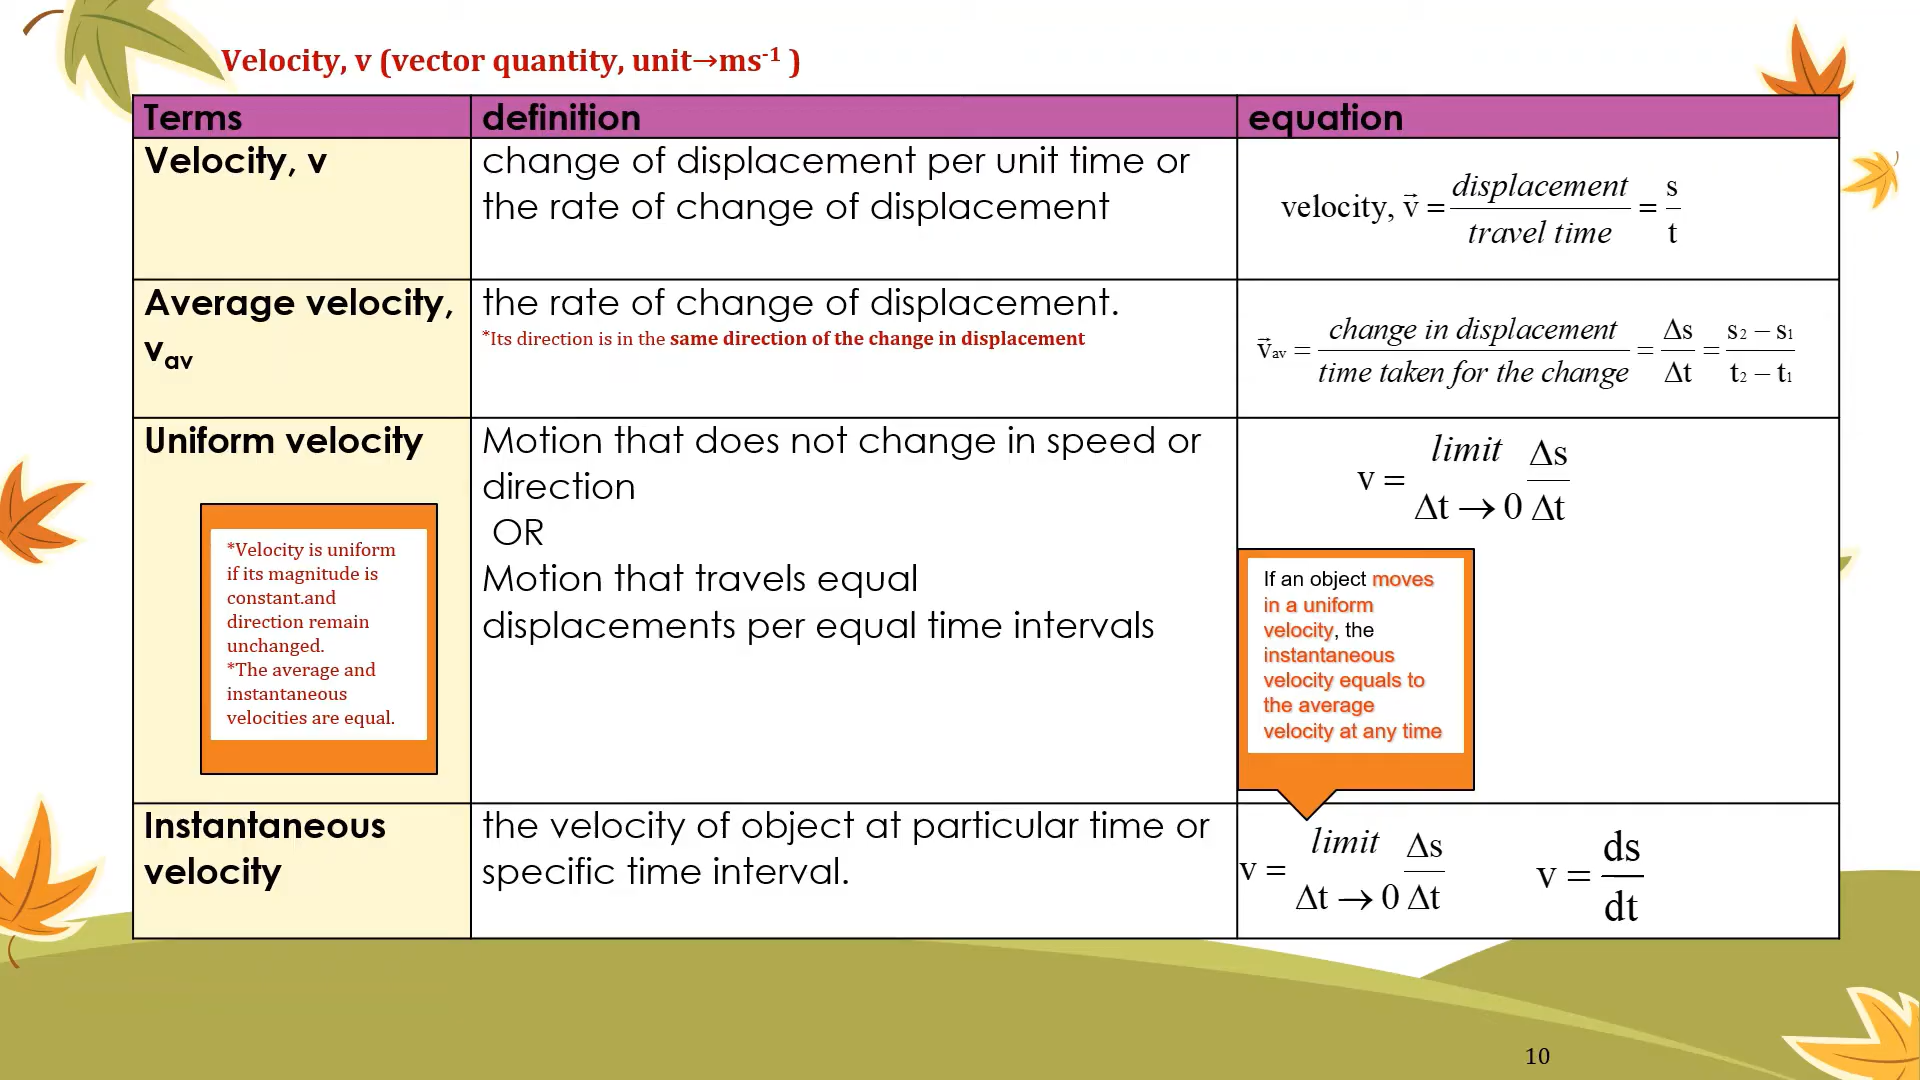 Velocity, v (vector quantity, unit→ms⁻¹ )
Terms
definition
equation
Velocity, v
change of displacement per unit time or
the rate of change of displacement
velocity, v⃗ = displacement / travel time = s / t
Average velocity,
vₐᵥ
the rate of change of displacement.
*Its direction is in the same direction of the change in displacement
v⃗ₐᵥ = change in displacement / time taken for the change = Δs / Δt = s₂ − s₁ / t₂ − t₁
Uniform velocity
*Velocity is uniform
if its magnitude is
constant.and
direction remain
unchanged.
*The average and
instantaneous
velocities are equal.
Motion that does not change in speed or
direction
OR
Motion that travels equal
displacements per equal time intervals
v = limit Δt → 0 Δs / Δt
If an object moves
in a uniform
velocity, the
instantaneous
velocity equals to
the average
velocity at any time
Instantaneous
velocity
the velocity of object at particular time or
specific time interval.
v = limit Δt → 0 Δs / Δt
v = ds / dt
10